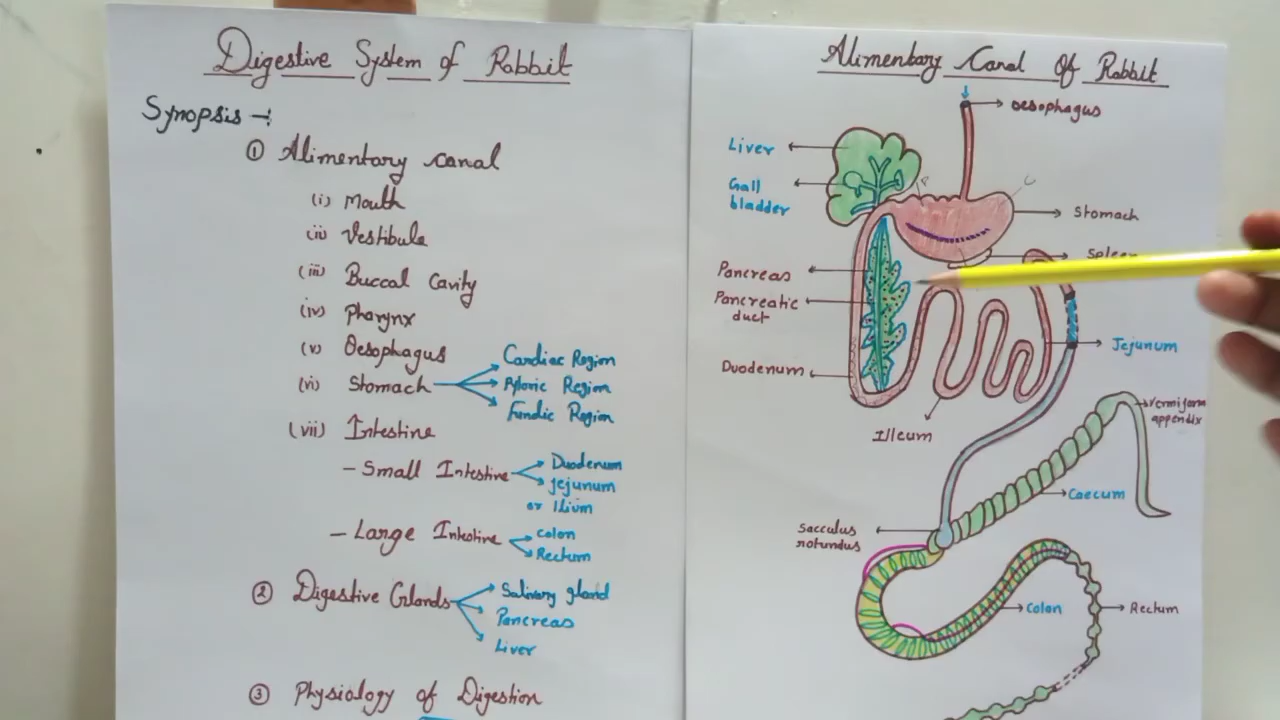 Digestive System of Rabbit
Synopsis -:
① Alimentary canal
(i) Mouth
(ii) Vestibule
(iii) Buccal Cavity
(iv) Pharynx
(v) Oesophagus
(vi) Stomach
Cardiac Region
Pyloric Region
Fundic Region
(vii) Intestine
- Small Intestine
Duodenum
Jejunum
or Ilium
- Large Intestine
Colon
Rectum
② Digestive Glands
Salivary gland
Pancreas
Liver
③ Physiology of Digestion
Alimentary Canal Of Rabbit
Oesophagus
Liver
Gall
bladder
P
C
Stomach
Spleen
Pancreas
Pancreatic
duct
Duodenum
Jejunum
Illeum
Vermiform
appendix
Caecum
Sacculus
rotundus
Colon
Rectum